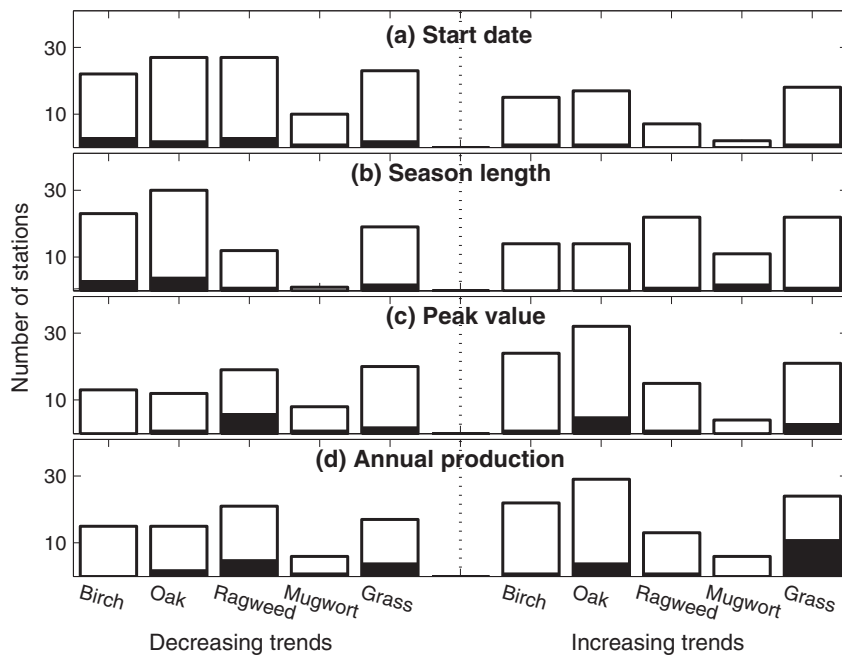 (a) Start date
30
10
(b) Season length
30
10
(c) Peak value
30
10
(d) Annual production
30
10
Number of stations
Birch Oak Ragweed Mugwort Grass Birch Oak Ragweed Mugwort Grass
Decreasing trends Increasing trends